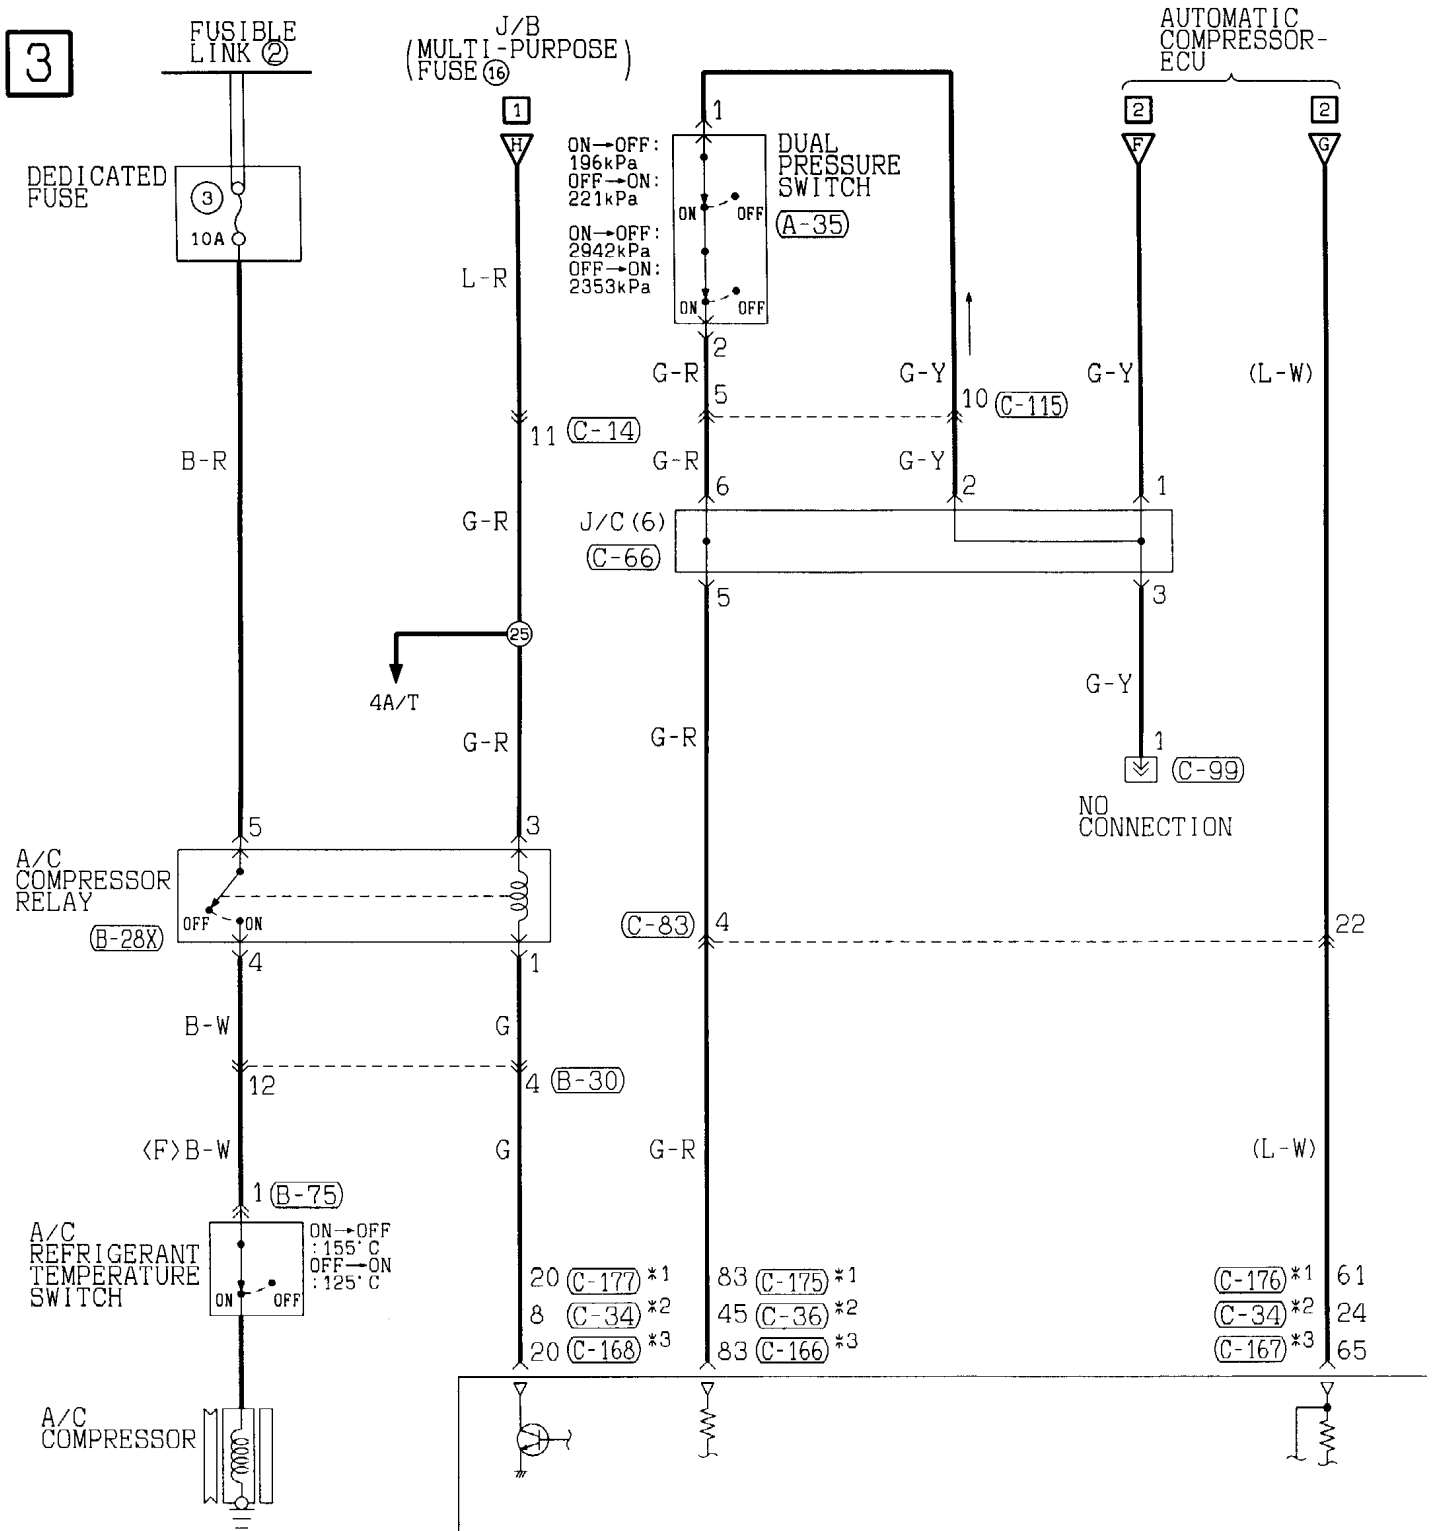 3
FUSIBLE
LINK ②
J/B
(MULTI-PURPOSE
FUSE ⑯)
AUTOMATIC
COMPRESSOR-
ECU
1
H
2
F
2
G
DEDICATED
FUSE
③
10A
1
ON→OFF:
196kPa
OFF→ON:
221kPa
ON→OFF:
2942kPa
OFF→ON:
2353kPa
ON
OFF
ON
OFF
DUAL
PRESSURE
SWITCH
A-35
2
L-R
G-R
G-Y
G-Y
(L-W)
5
10
C-115
11
C-14
B-R
G-R
G-Y
6
2
1
G-R
J/C(6)
C-66
5
3
25
4A/T
G-Y
G-R
G-R
1
C-99
NO
CONNECTION
5
3
A/C
COMPRESSOR
RELAY
OFF
ON
B-28X
C-83
4
22
4
1
B-W
G
12
4
B-30
<F>B-W
G
G-R
(L-W)
1
B-75
A/C
REFRIGERANT
TEMPERATURE
SWITCH
ON→OFF
:155°C
OFF→ON
:125°C
ON
OFF
20 C-177 *1
83 C-175 *1
C-176 *1 61
8 C-34 *2
45 C-36 *2
C-34 *2 24
20 C-168 *3
83 C-166 *3
C-167 *3 65
A/C
COMPRESSOR